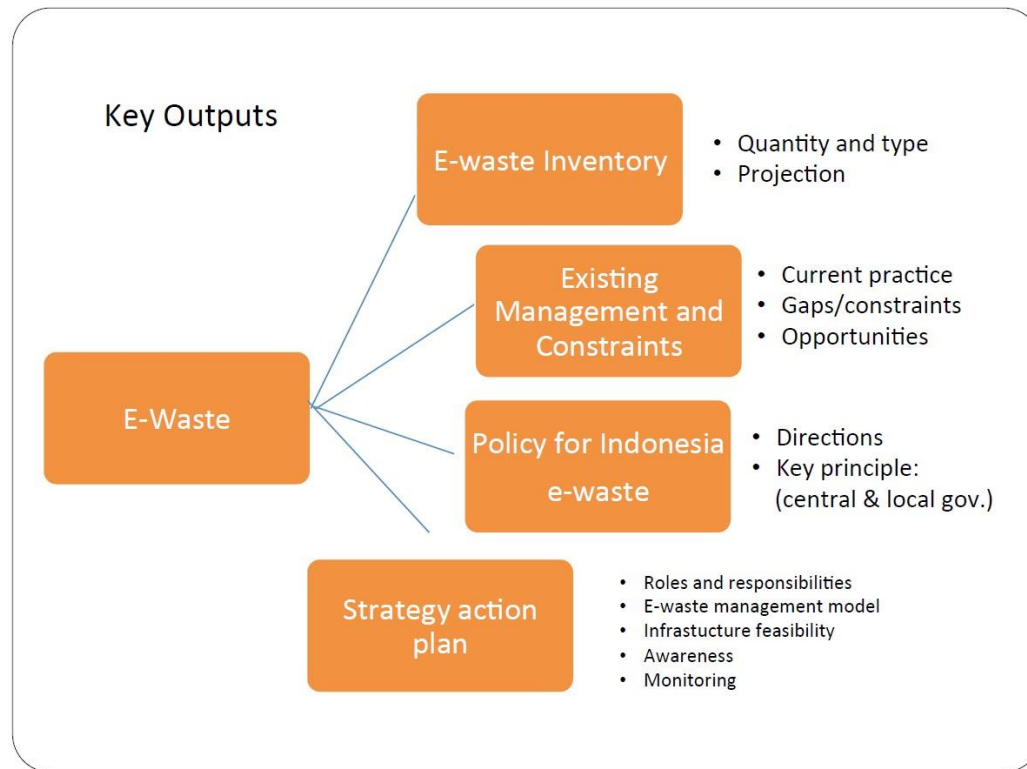 Key Outputs
E-waste Inventory
• Quantity and type
• Projection
Existing
Management and
Constraints
• Current practice
• Gaps/constraints
• Opportunities
E-Waste
Policy for Indonesia
e-waste
• Directions
• Key principle:
(central & local gov.)
Strategy action
plan
• Roles and responsibilities
• E-waste management model
• Infrastucture feasibility
• Awareness
• Monitoring